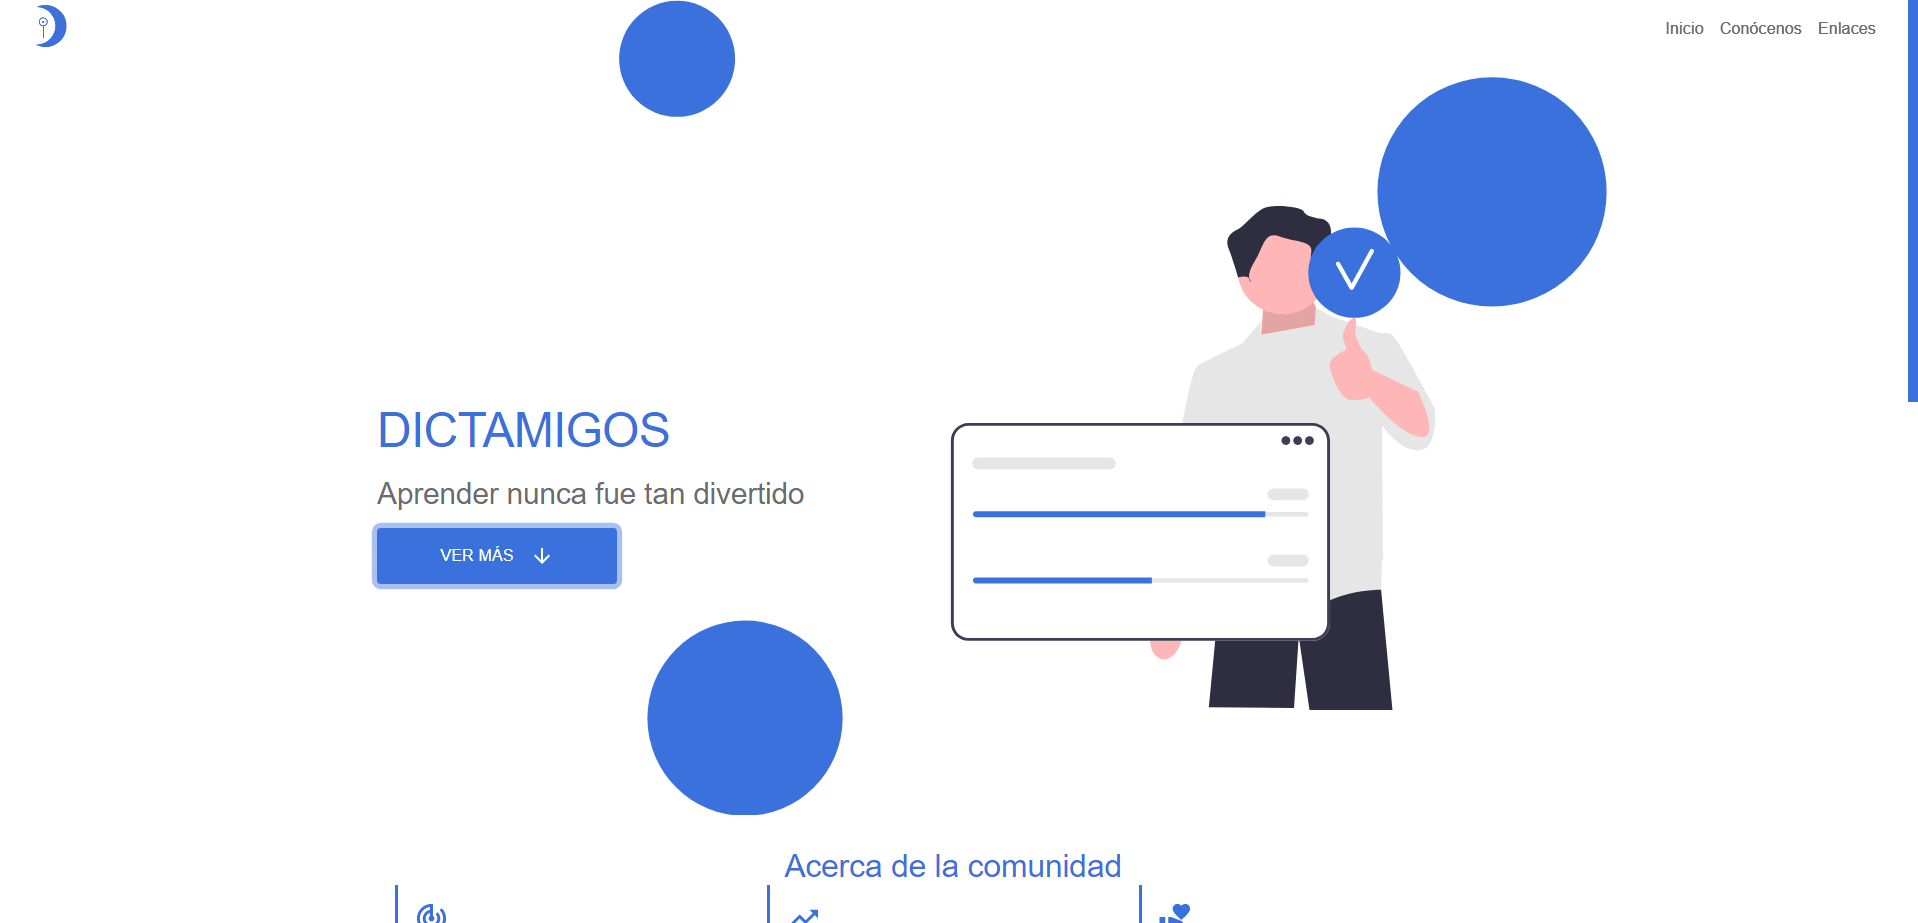 Inicio Conócenos Enlaces
DICTAMIGOS
Aprender nunca fue tan divertido
VER MÁS
Acerca de la comunidad